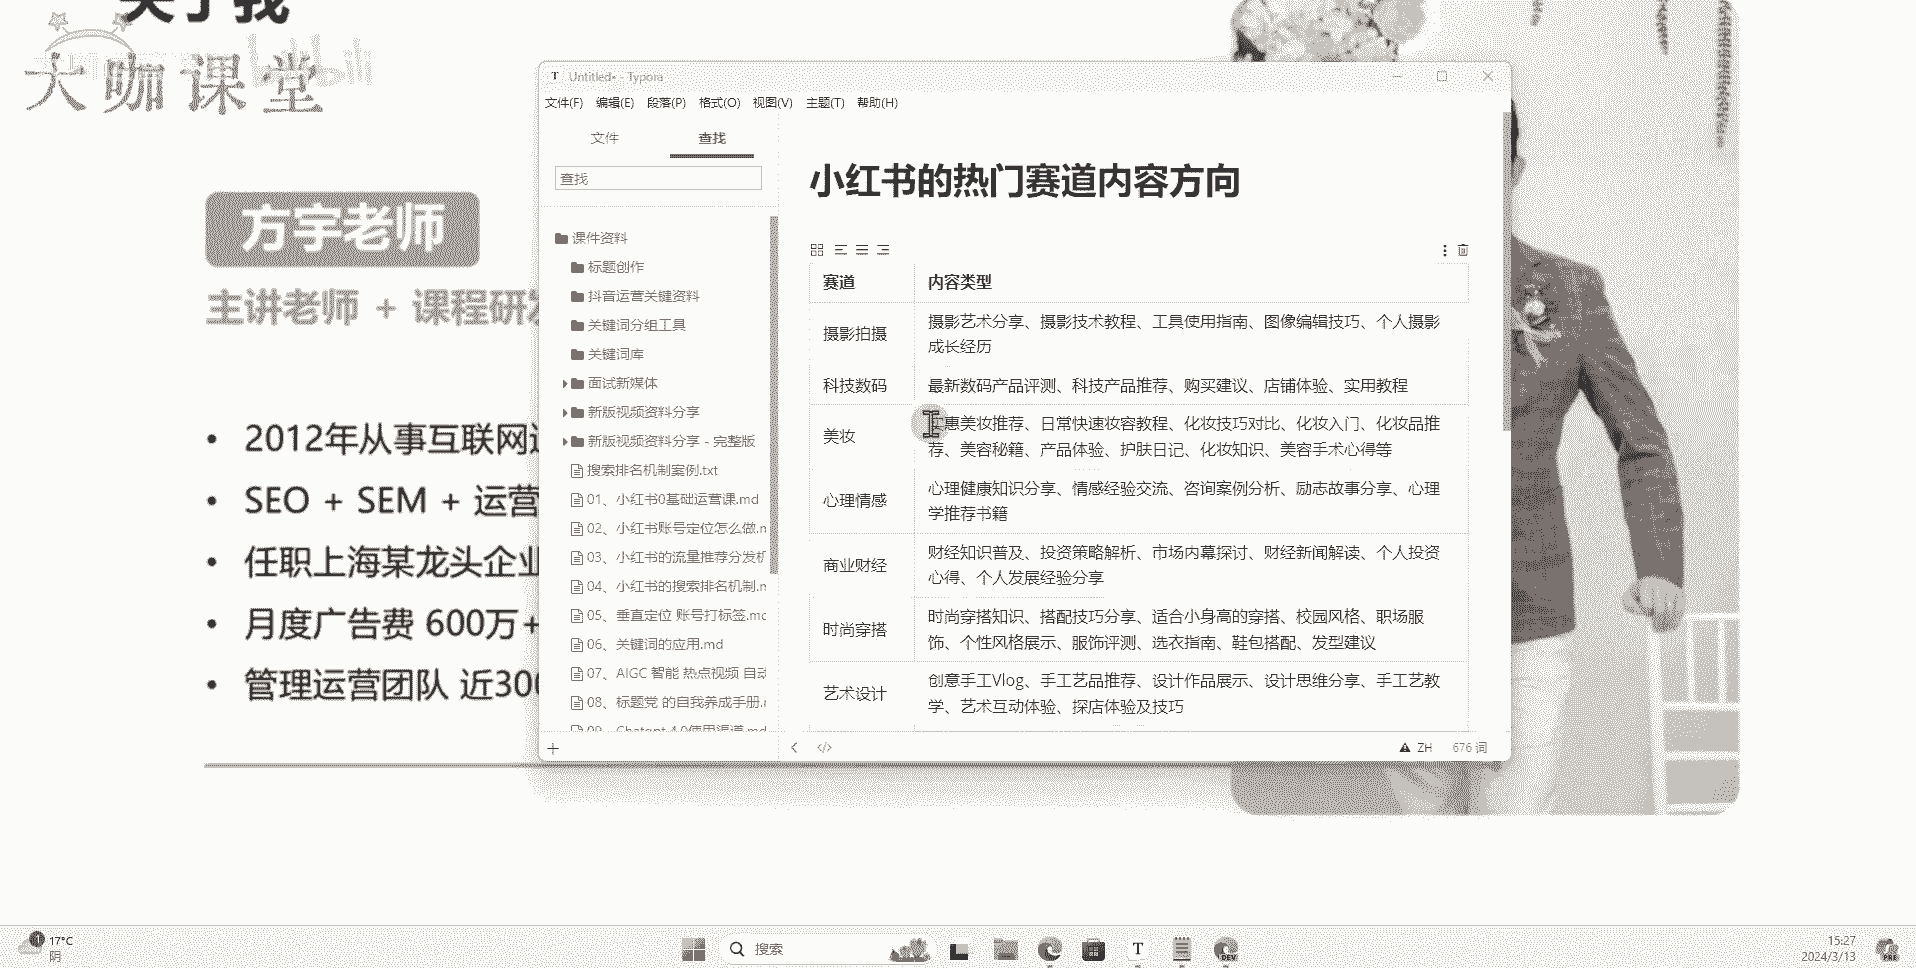 关于我
大咖课堂
bilibili
方宇老师
主讲老师 + 课程研发
2012年从事互联网
SEO + SEM + 运营
任职上海某龙头企业
月度广告费 600万+
管理运营团队 近300
Untitled• - Typora
文件(F) 编辑(E) 段落(P) 格式(O) 视图(V) 主题(T) 帮助(H)
文件 查找
查找
课件资料
标题创作
抖音运营关键资料
关键词分组工具
关键词库
面试新媒体
新版视频资料分享
新版视频资料分享 - 完整版
搜索排名机制案例.txt
01、小红书0基础运营课.md
02、小红书账号定位怎么做.m
03、小红书的流量推荐分发机
04、小红书的搜索排名机制.m
05、垂直定位 账号打标签.mc
06、关键词的应用.md
07、AIGC 智能 热点视频 自动
08、标题党 的自我养成手册.r
09、Chatgpt 4.0使用渠道.md
小红书的热门赛道内容方向
赛道 内容类型
摄影拍摄 摄影艺术分享、摄影技术教程、工具使用指南、图像编辑技巧、个人摄影
成长经历
科技数码 最新数码产品评测、科技产品推荐、购买建议、店铺体验、实用教程
美妆 惠美妆推荐、日常快速妆容教程、化妆技巧对比、化妆入门、化妆品推
荐、美容秘籍、产品体验、护肤日记、化妆知识、美容手术心得等
心理情感 心理健康知识分享、情感经验交流、咨询案例分析、励志故事分享、心理
学推荐书籍
商业财经 财经知识普及、投资策略解析、市场内幕探讨、财经新闻解读、个人投资
心得、个人发展经验分享
时尚穿搭 时尚穿搭知识、搭配技巧分享、适合小身高的穿搭、校园风格、职场服
饰、个性风格展示、服饰评测、选衣指南、鞋包搭配、发型建议
艺术设计 创意手工Vlog、手工艺品推荐、设计作品展示、设计思维分享、手工艺教
学、艺术互动体验、探店体验及技巧
ZH 676 词
1
17°C
阴
搜索
DEV
15:27
2024/3/13
PRE